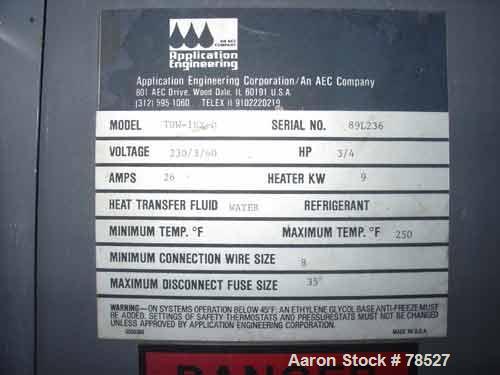 AN AEC
COMPANY
Application
Engineering
Application Engineering Corporation/An AEC Company
801 AEC Drive, Wood Dale, IL 60191 U.S.A.
(312) 595-1060 TELEX II 9102220219
MODEL SERIAL NO. 89L236
VOLTAGE 230/3/60 HP 3/4
AMPS 26 HEATER KW 9
HEAT TRANSFER FLUID WATER REFRIGERANT
MINIMUM TEMP. °F MAXIMUM TEMP. °F 250
MINIMUM CONNECTION WIRE SIZE 8
MAXIMUM DISCONNECT FUSE SIZE 35
WARNING—ON SYSTEMS OPERATION BELOW 45°F. AN ETHYLENE GLYCOL BASE ANTI-FREEZE MUST
BE ADDED. SETTINGS OF SAFETY THERMOSTATS AND PRESSURESTATS MUST NOT BE CHANGED
UNLESS APPROVED BY APPLICATION ENGINEERING CORPORATION.
MADE IN U.S.A.
DANGER
Aaron Stock # 78527